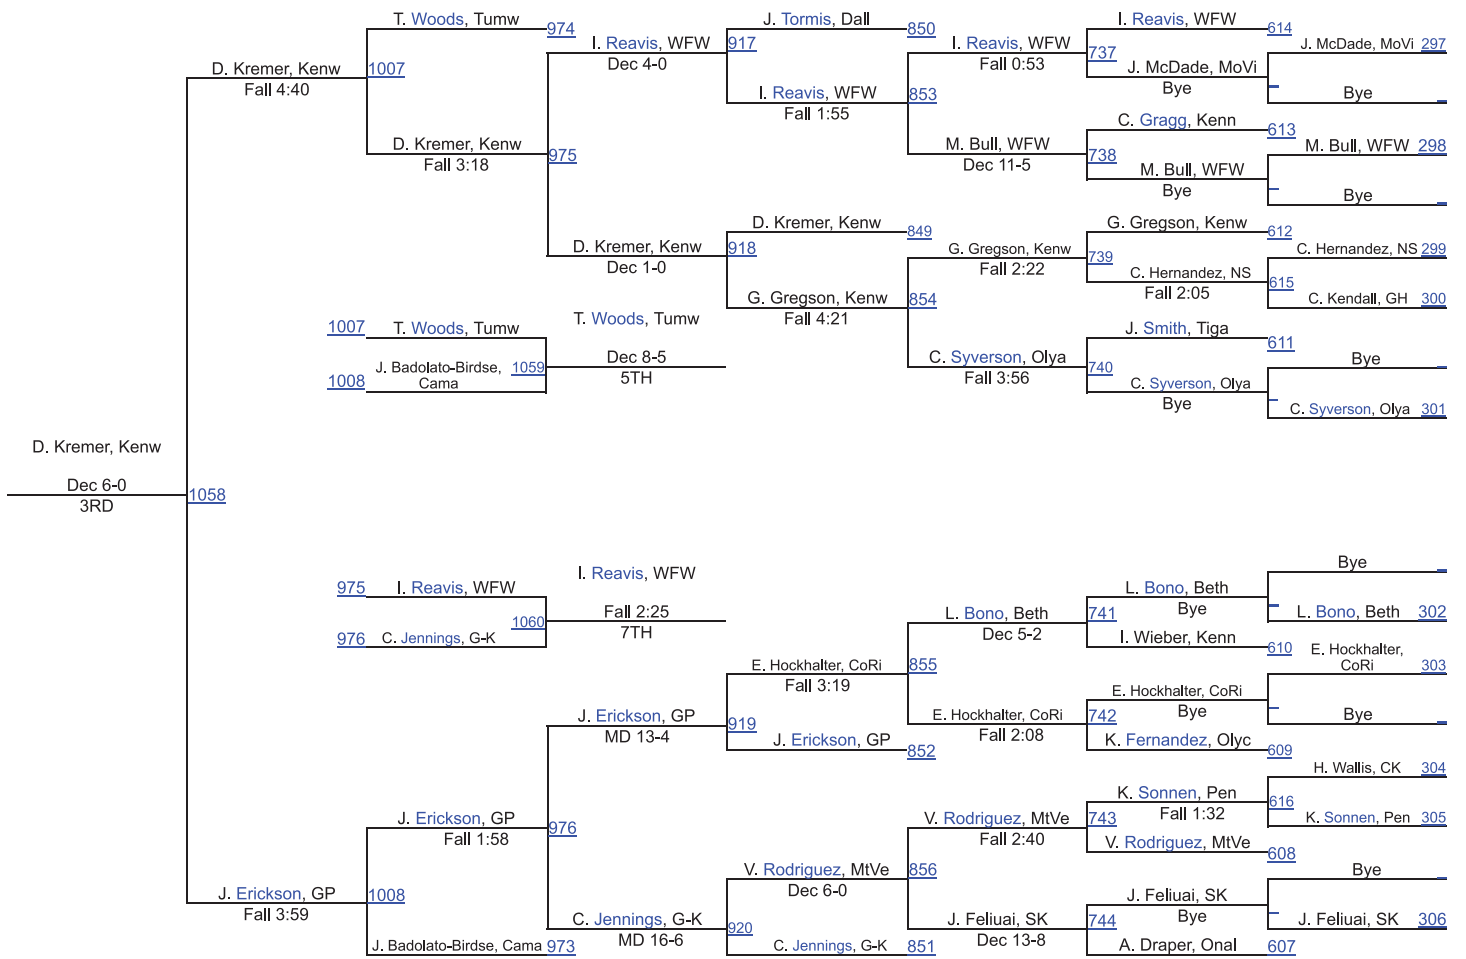 T. Woods, Tumw 974
D. Kremer, Kenw
Fall 4:40
1007
D. Kremer, Kenw
Fall 3:18
975
I. Reavis, WFW
Dec 4-0
917
J. Tormis, Dall 850
I. Reavis, WFW
Fall 1:55
853
I. Reavis, WFW
Fall 0:53
737
I. Reavis, WFW 614
J. McDade, MoVi
Bye
J. McDade, MoVi 297
Bye
M. Bull, WFW
Dec 11-5
738
C. Gragg, Kenn 613
M. Bull, WFW
Bye
M. Bull, WFW 298
Bye
D. Kremer, Kenw
Dec 1-0
918
D. Kremer, Kenw 849
G. Gregson, Kenw
Fall 4:21
854
G. Gregson, Kenw
Fall 2:22
739
G. Gregson, Kenw 612
C. Hernandez, NS
Fall 2:05
615
C. Hernandez, NS 299
C. Kendall, GH 300
C. Syverson, Olya
Fall 3:56
740
J. Smith, Tiga 611
C. Syverson, Olya
Bye
Bye
C. Syverson, Olya 301
1007 T. Woods, Tumw
1008 J. Badolato-Birdse,
Cama
1059
T. Woods, Tumw
Dec 8-5
5TH
D. Kremer, Kenw
Dec 6-0
3RD
1058
975 I. Reavis, WFW
976 C. Jennings, G-K
1060
I. Reavis, WFW
Fall 2:25
7TH
L. Bono, Beth
Dec 5-2
741
L. Bono, Beth
Bye
Bye
L. Bono, Beth 302
I. Wieber, Kenn 610
E. Hockhalter, CoRi
Fall 3:19
855
E. Hockhalter, CoRi
Fall 2:08
742
E. Hockhalter, CoRi
Bye
E. Hockhalter,
CoRi 303
Bye
K. Fernandez, Olyc 609
J. Erickson, GP
MD 13-4
919
J. Erickson, GP 852
J. Erickson, GP
Fall 1:58
976
V. Rodriguez, MtVe
Fall 2:40
743
K. Sonnen, Pen
Fall 1:32
616
H. Wallis, CK 304
K. Sonnen, Pen 305
V. Rodriguez, MtVe 608
V. Rodriguez, MtVe
Dec 6-0
856
J. Feliuai, SK
Dec 13-8
744
J. Feliuai, SK
Bye
Bye
J. Feliuai, SK 306
A. Draper, Onal 607
C. Jennings, G-K
MD 16-6
920
C. Jennings, G-K 851
J. Erickson, GP
Fall 3:59
1008
J. Badolato-Birdse, Cama 973